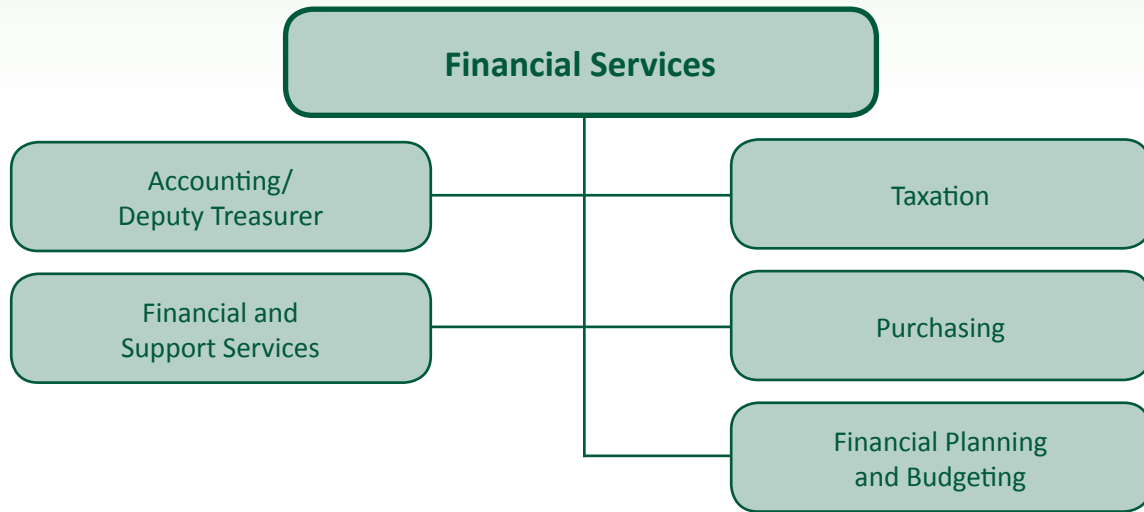 Financial Services
Accounting/
Deputy Treasurer
Taxation
Financial and
Support Services
Purchasing
Financial Planning
and Budgeting